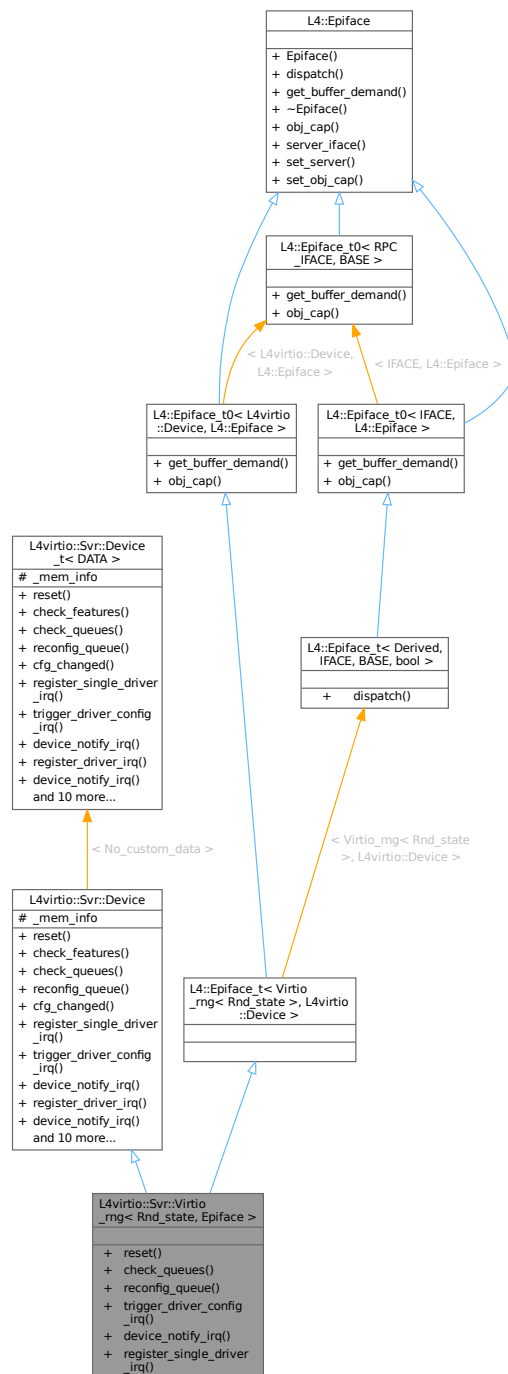 L4::Epiface
+ Epiface()
+ dispatch()
+ get_buffer_demand()
+ ~Epiface()
+ obj_cap()
+ server_iface()
+ set_server()
+ set_obj_cap()
L4::Epiface_t0< RPC
_IFACE, BASE >
+ get_buffer_demand()
+ obj_cap()
< L4virtio::Device,
L4::Epiface >
< IFACE, L4::Epiface >
L4::Epiface_t0< L4virtio
::Device, L4::Epiface >
+ get_buffer_demand()
+ obj_cap()
L4::Epiface_t0< IFACE,
L4::Epiface >
+ get_buffer_demand()
+ obj_cap()
L4virtio::Svr::Device
_t< DATA >
# _mem_info
+ reset()
+ check_features()
+ check_queues()
+ reconfig_queue()
+ cfg_changed()
+ register_single_driver
_irq()
+ trigger_driver_config
_irq()
+ device_notify_irq()
+ register_driver_irq()
+ device_notify_irq()
and 10 more...
L4::Epiface_t< Derived,
IFACE, BASE, bool >
+ dispatch()
< No_custom_data >
< Virtio_rng< Rnd_state
>, L4virtio::Device >
L4virtio::Svr::Device
# _mem_info
+ reset()
+ check_features()
+ check_queues()
+ reconfig_queue()
+ cfg_changed()
+ register_single_driver
_irq()
+ trigger_driver_config
_irq()
+ device_notify_irq()
+ register_driver_irq()
+ device_notify_irq()
and 10 more...
L4::Epiface_t< Virtio
_rng< Rnd_state >, L4virtio
::Device >
L4virtio::Svr::Virtio
_rng< Rnd_state, Epiface >
+ reset()
+ check_queues()
+ reconfig_queue()
+ trigger_driver_config
_irq()
+ device_notify_irq()
+ register_single_driver
_irq()